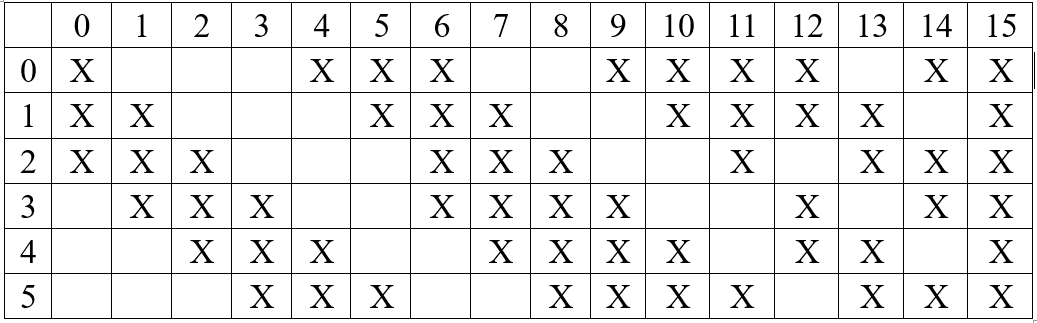 0 1 2 3 4 5 6 7 8 9 10 11 12 13 14 15
0 X X X X X X X X X X
1 X X X X X X X X X X
2 X X X X X X X X X X
3 X X X X X X X X X X
4 X X X X X X X X X X
5 X X X X X X X X X X